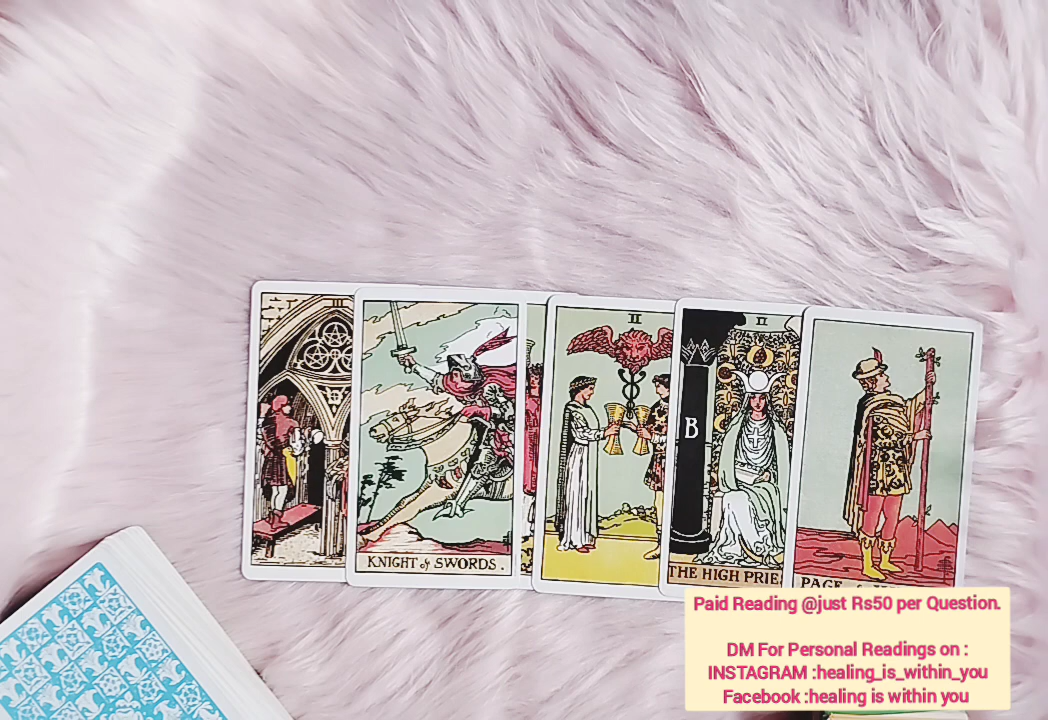 III
II
II
B
KNIGHT of SWORDS.
THE HIGH PRIE
PAGE
Paid Reading @just Rs50 per Question.
DM For Personal Readings on :
INSTAGRAM :healing_is_within_you
Facebook :healing is within you